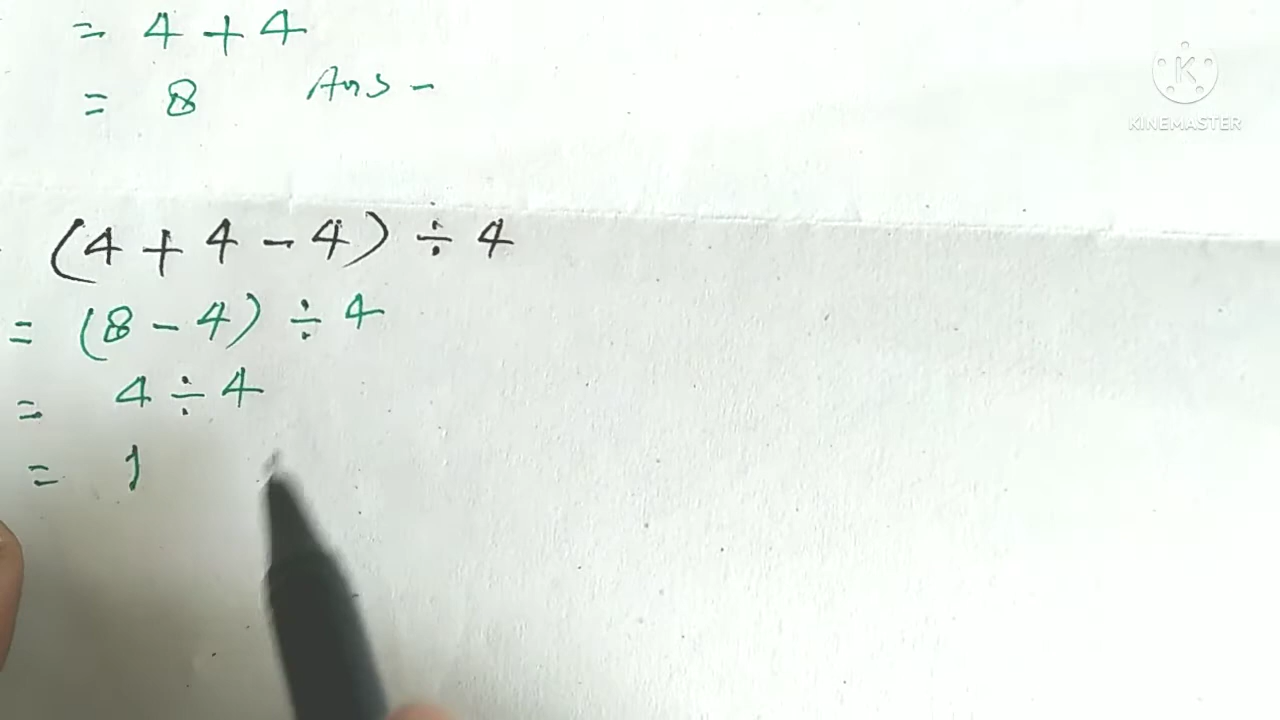 = 4 + 4
= 8 Ans -
K
KINEMASTER
(4 + 4 - 4) ÷ 4
= (8 - 4) ÷ 4
= 4 ÷ 4
= 1